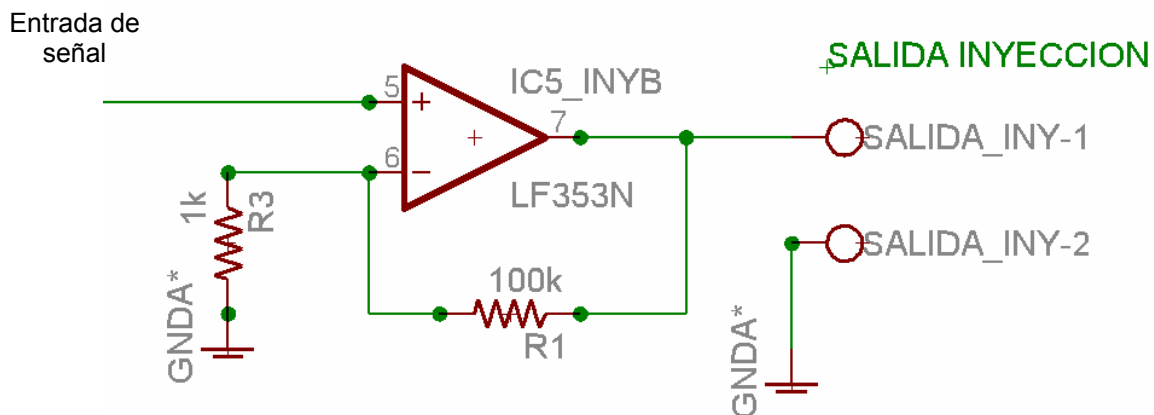 Entrada de
señal
SALIDA INYECCION
IC5_INYB
5
+
7
SALIDA_INY-1
6
−
LF353N
1k
R3
SALIDA_INY-2
100k
R1
GNDA*
GNDA*